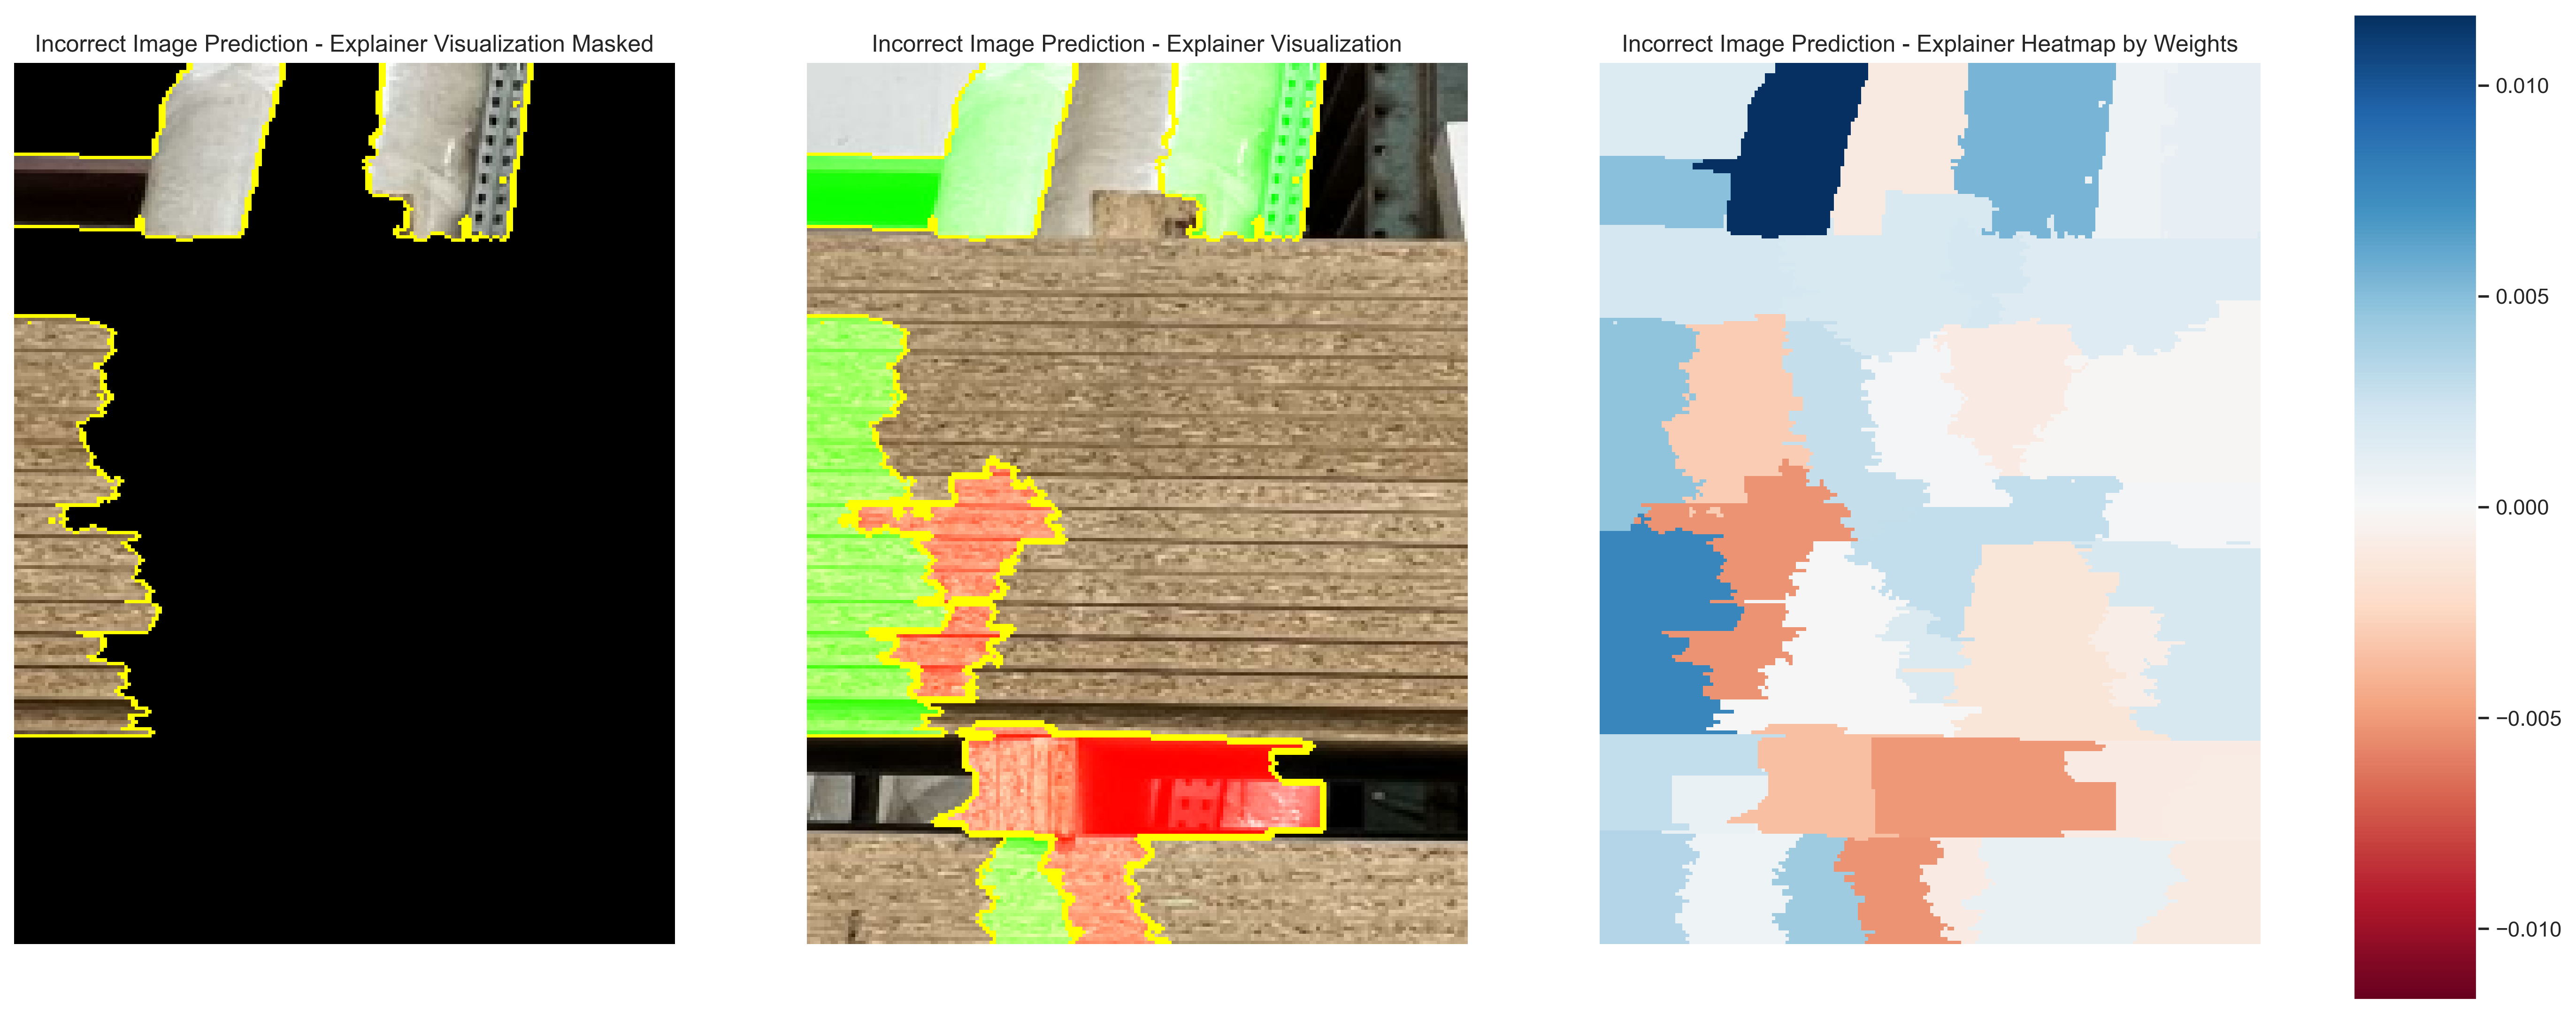 Incorrect Image Prediction - Explainer Visualization Masked
Incorrect Image Prediction - Explainer Visualization
Incorrect Image Prediction - Explainer Heatmap by Weights
0.010
0.005
0.000
−0.005
−0.010